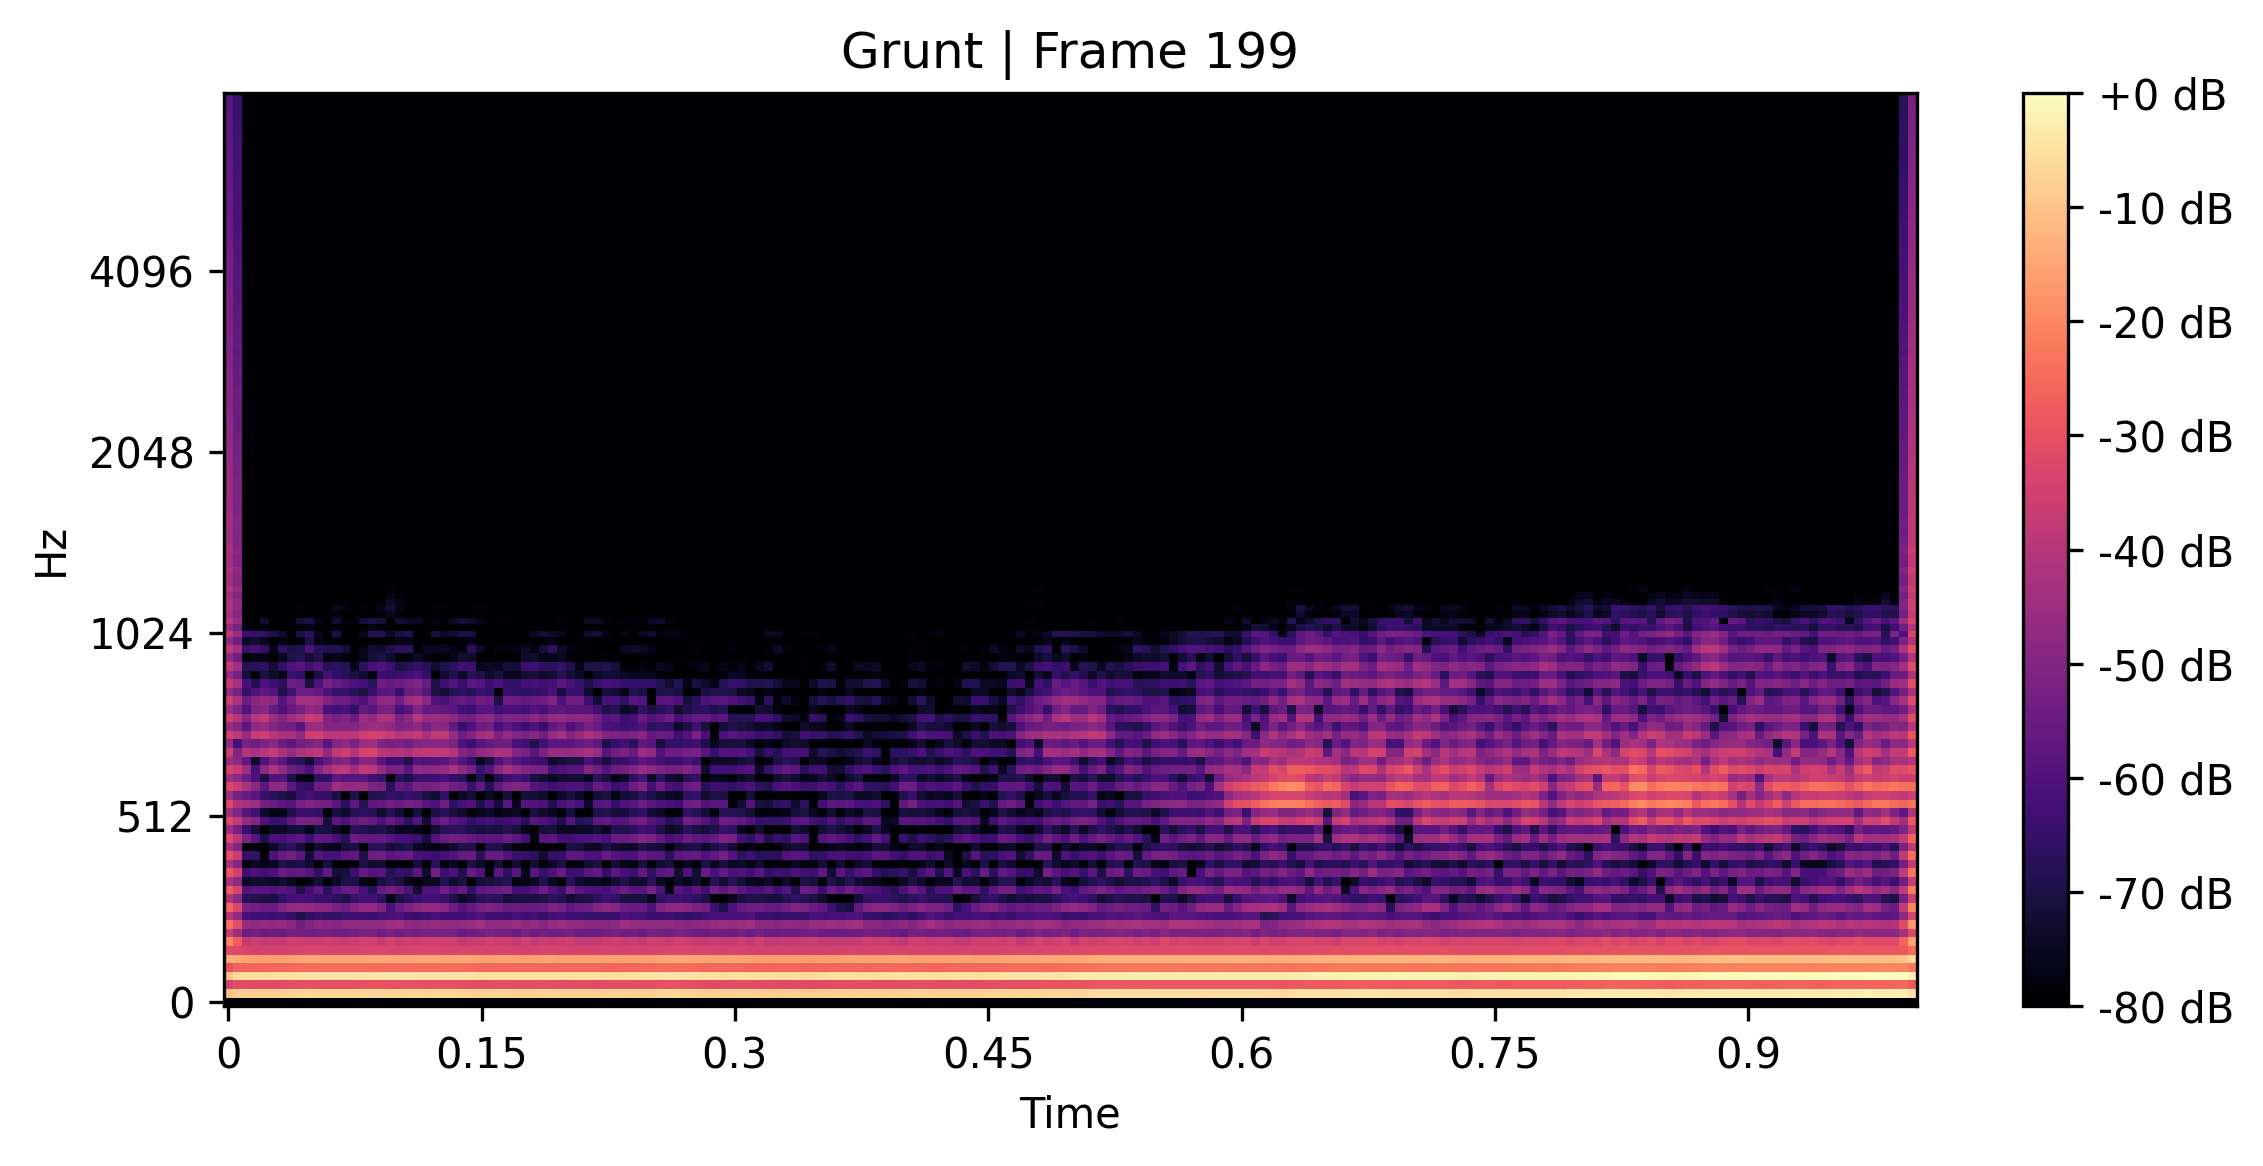 Grunt | Frame 199
Hz
4096
2048
1024
512
0
0
0.15
0.3
0.45
0.6
0.75
0.9
Time
+0 dB
-10 dB
-20 dB
-30 dB
-40 dB
-50 dB
-60 dB
-70 dB
-80 dB